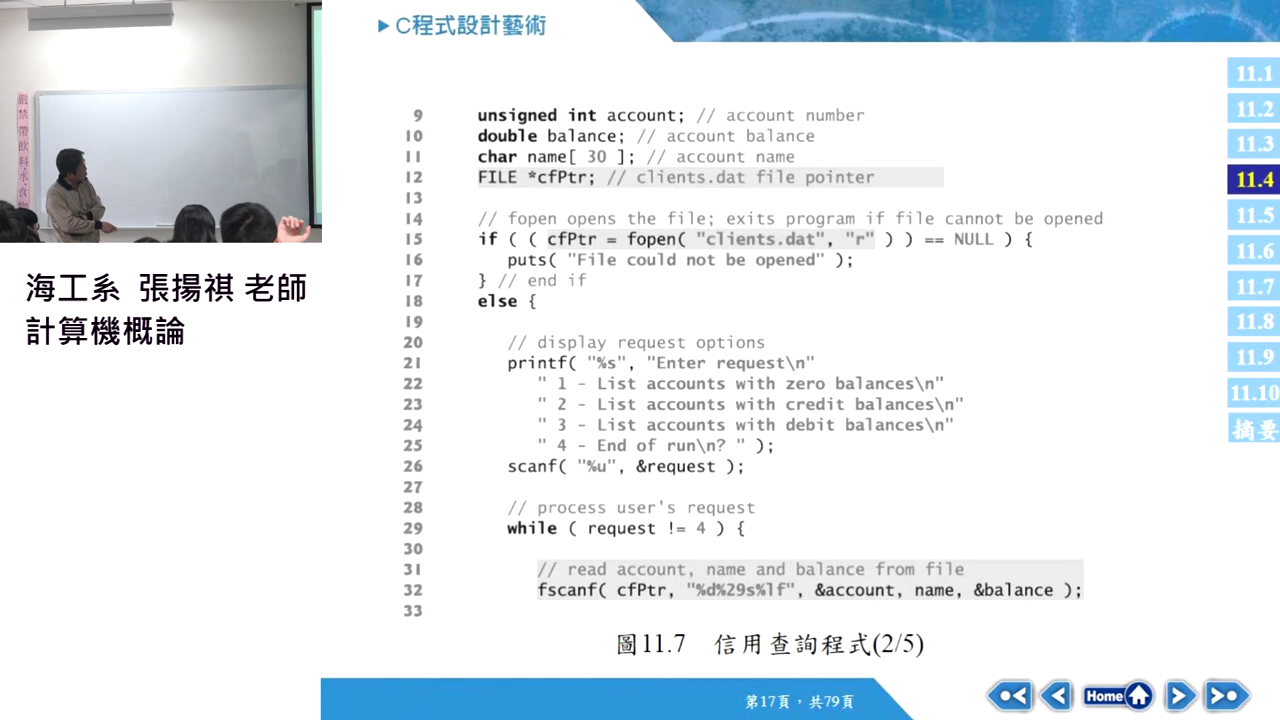 C程式設計藝術
嚴禁帶飲料、水、食物
海工系 張揚祺 老師
計算機概論
9 unsigned int account; // account number
10 double balance; // account balance
11 char name[ 30 ]; // account name
12 FILE *cfPtr; // clients.dat file pointer
13
14 // fopen opens the file; exits program if file cannot be opened
15 if ( ( cfPtr = fopen( "clients.dat", "r" ) ) == NULL ) {
16 puts( "File could not be opened" );
17 } // end if
18 else {
19
20 // display request options
21 printf( "%s", "Enter request\n"
22 " 1 - List accounts with zero balances\n"
23 " 2 - List accounts with credit balances\n"
24 " 3 - List accounts with debit balances\n"
25 " 4 - End of run\n? " );
26 scanf( "%u", &request );
27
28 // process user's request
29 while ( request != 4 ) {
30
31 // read account, name and balance from file
32 fscanf( cfPtr, "%d%29s%lf", &account, name, &balance );
33
圖11.7 信用查詢程式(2/5)
11.1
11.2
11.3
11.4
11.5
11.6
11.7
11.8
11.9
11.10
摘要
第17頁，共79頁
Home